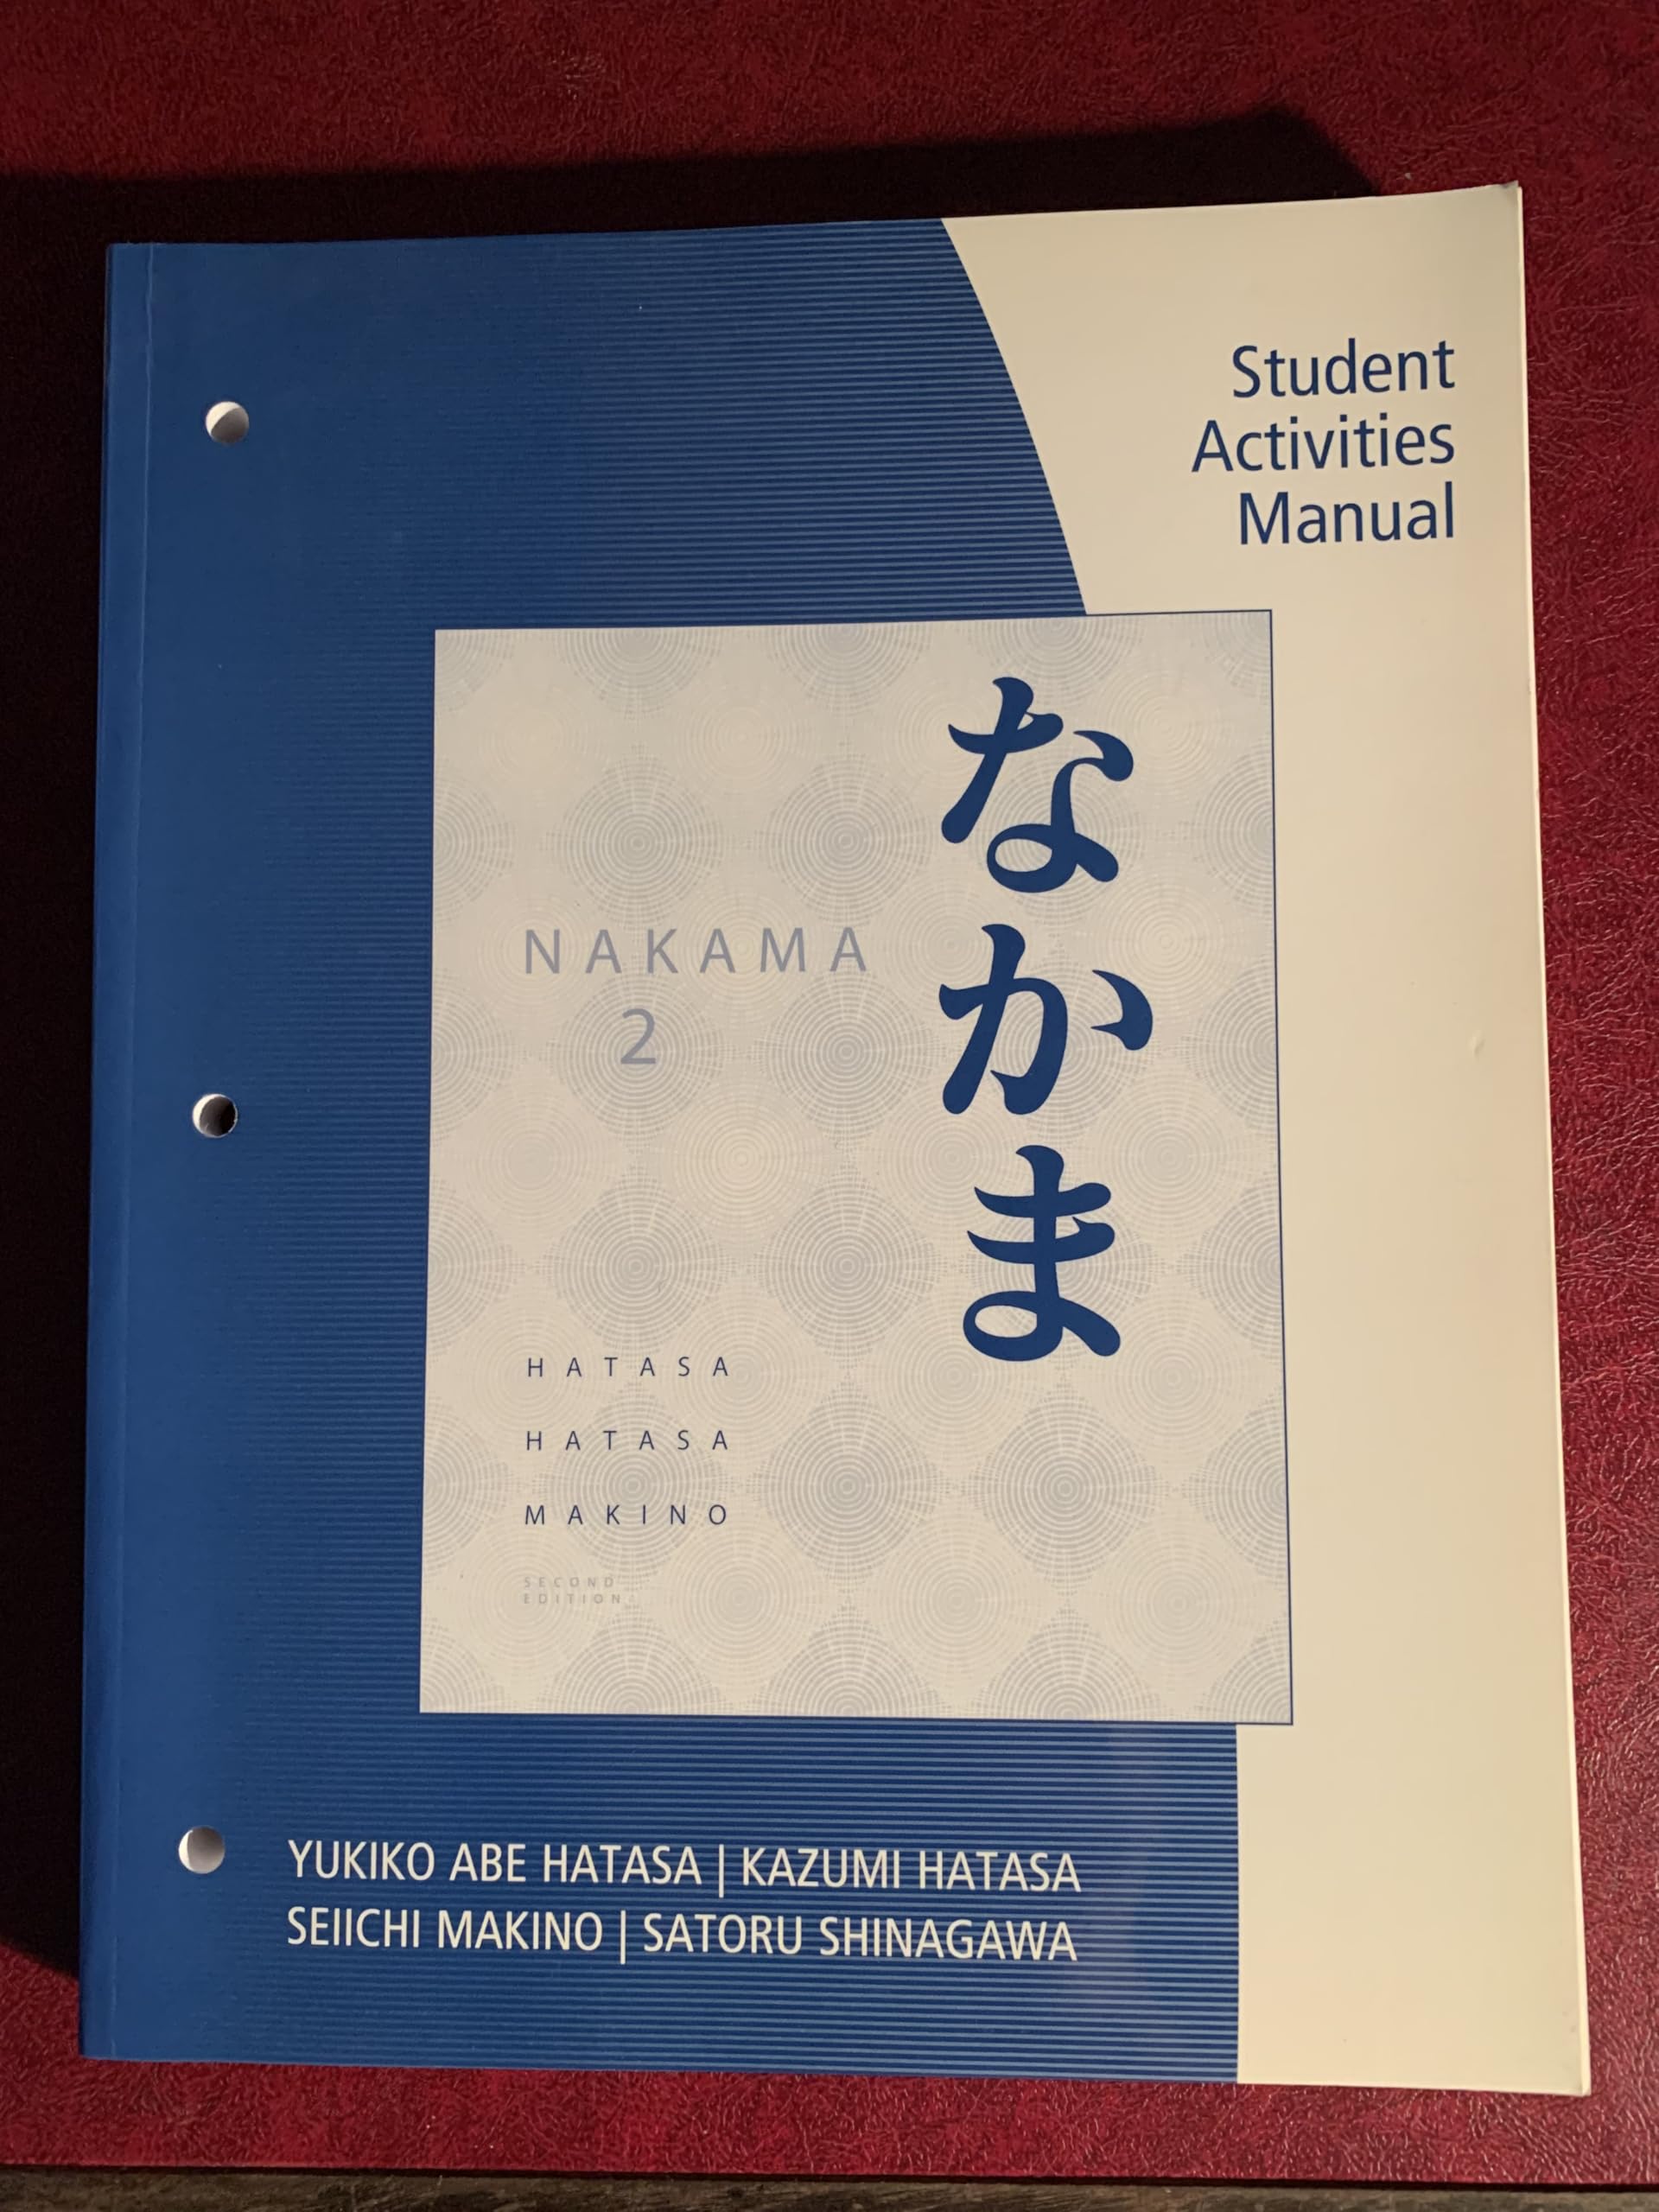 Student
Activities
Manual
なかま
NAKAMA
2
HATASA
HATASA
MAKINO
SECOND
EDITION
YUKIKO ABE HATASA | KAZUMI HATASA
SEIICHI MAKINO | SATORU SHINAGAWA